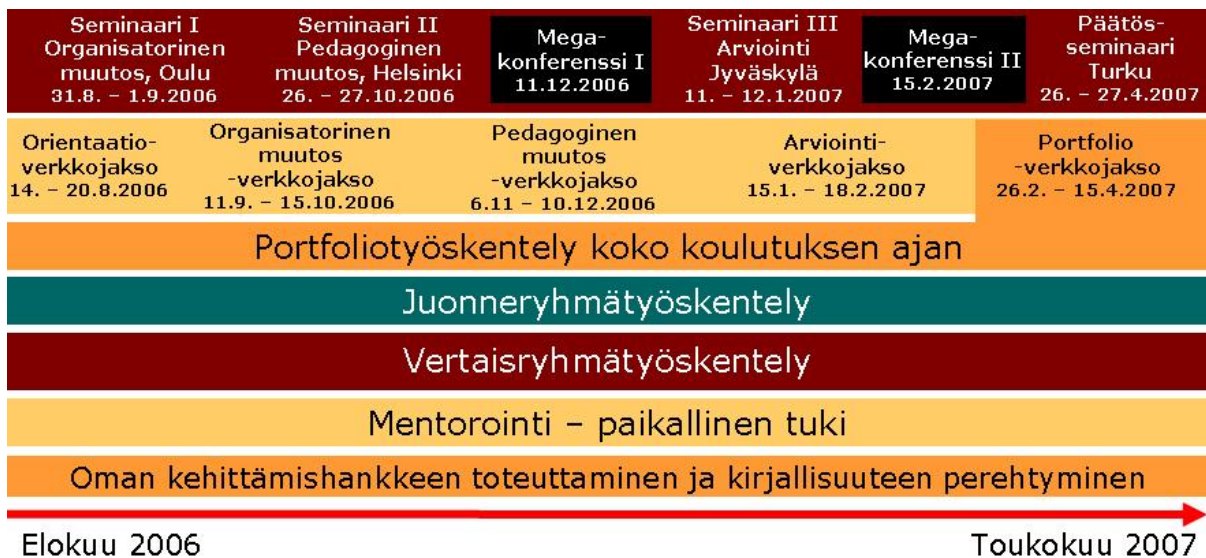 Seminaari I
Organisatorinen
muutos, Oulu
31.8. – 1.9.2006
Seminaari II
Pedagoginen
muutos, Helsinki
26. – 27.10.2006
Mega-
konferenssi I
11.12.2006
Seminaari III
Arviointi
Jyväskylä
11. – 12.1.2007
Mega-
konferenssi II
15.2.2007
Päätös-
seminaari
Turku
26. – 27.4.2007
Orientaatio-
verkkojakso
14. – 20.8.2006
Organisatorinen
muutos
-verkkojakso
11.9. – 15.10.2006
Pedagoginen
muutos
-verkkojakso
6.11 – 10.12.2006
Arviointi-
verkkojakso
15.1. – 18.2.2007
Portfolio
-verkkojakso
26.2. – 15.4.2007
Portfoliotyöskentely koko koulutuksen ajan
Juonneryhmätyöskentely
Vertaisryhmätyöskentely
Mentorointi – paikallinen tuki
Oman kehittämishankkeen toteuttaminen ja kirjallisuuteen perehtyminen
Elokuu 2006
Toukokuu 2007